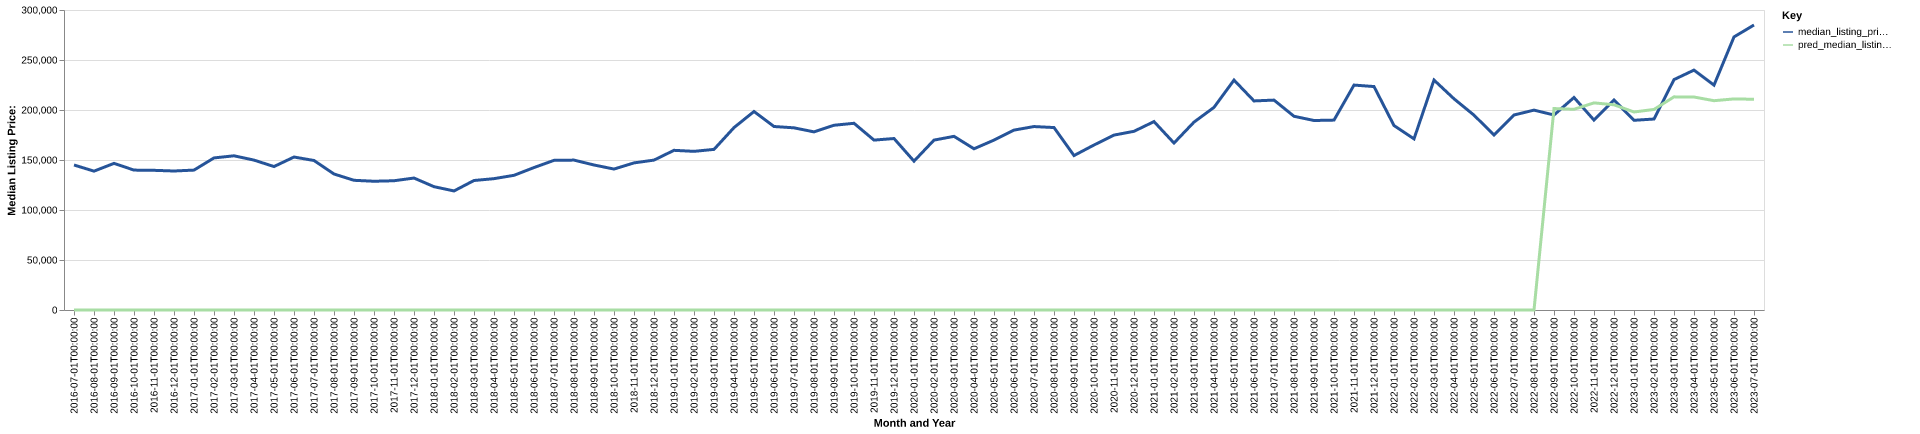 Key
median_listing_pri…
pred_median_listin…
Median Listing Price:
300,000
250,000
200,000
150,000
100,000
50,000
0
2016-07-01T00:00:00
2016-08-01T00:00:00
2016-09-01T00:00:00
2016-10-01T00:00:00
2016-11-01T00:00:00
2016-12-01T00:00:00
2017-01-01T00:00:00
2017-02-01T00:00:00
2017-03-01T00:00:00
2017-04-01T00:00:00
2017-05-01T00:00:00
2017-06-01T00:00:00
2017-07-01T00:00:00
2017-08-01T00:00:00
2017-09-01T00:00:00
2017-10-01T00:00:00
2017-11-01T00:00:00
2017-12-01T00:00:00
2018-01-01T00:00:00
2018-02-01T00:00:00
2018-03-01T00:00:00
2018-04-01T00:00:00
2018-05-01T00:00:00
2018-06-01T00:00:00
2018-07-01T00:00:00
2018-08-01T00:00:00
2018-09-01T00:00:00
2018-10-01T00:00:00
2018-11-01T00:00:00
2018-12-01T00:00:00
2019-01-01T00:00:00
2019-02-01T00:00:00
2019-03-01T00:00:00
2019-04-01T00:00:00
2019-05-01T00:00:00
2019-06-01T00:00:00
2019-07-01T00:00:00
2019-08-01T00:00:00
2019-09-01T00:00:00
2019-10-01T00:00:00
2019-11-01T00:00:00
2019-12-01T00:00:00
2020-01-01T00:00:00
2020-02-01T00:00:00
2020-03-01T00:00:00
2020-04-01T00:00:00
2020-05-01T00:00:00
2020-06-01T00:00:00
2020-07-01T00:00:00
2020-08-01T00:00:00
2020-09-01T00:00:00
2020-10-01T00:00:00
2020-11-01T00:00:00
2020-12-01T00:00:00
2021-01-01T00:00:00
2021-02-01T00:00:00
2021-03-01T00:00:00
2021-04-01T00:00:00
2021-05-01T00:00:00
2021-06-01T00:00:00
2021-07-01T00:00:00
2021-08-01T00:00:00
2021-09-01T00:00:00
2021-10-01T00:00:00
2021-11-01T00:00:00
2021-12-01T00:00:00
2022-01-01T00:00:00
2022-02-01T00:00:00
2022-03-01T00:00:00
2022-04-01T00:00:00
2022-05-01T00:00:00
2022-06-01T00:00:00
2022-07-01T00:00:00
2022-08-01T00:00:00
2022-09-01T00:00:00
2022-10-01T00:00:00
2022-11-01T00:00:00
2022-12-01T00:00:00
2023-01-01T00:00:00
2023-02-01T00:00:00
2023-03-01T00:00:00
2023-04-01T00:00:00
2023-05-01T00:00:00
2023-06-01T00:00:00
2023-07-01T00:00:00
Month and Year